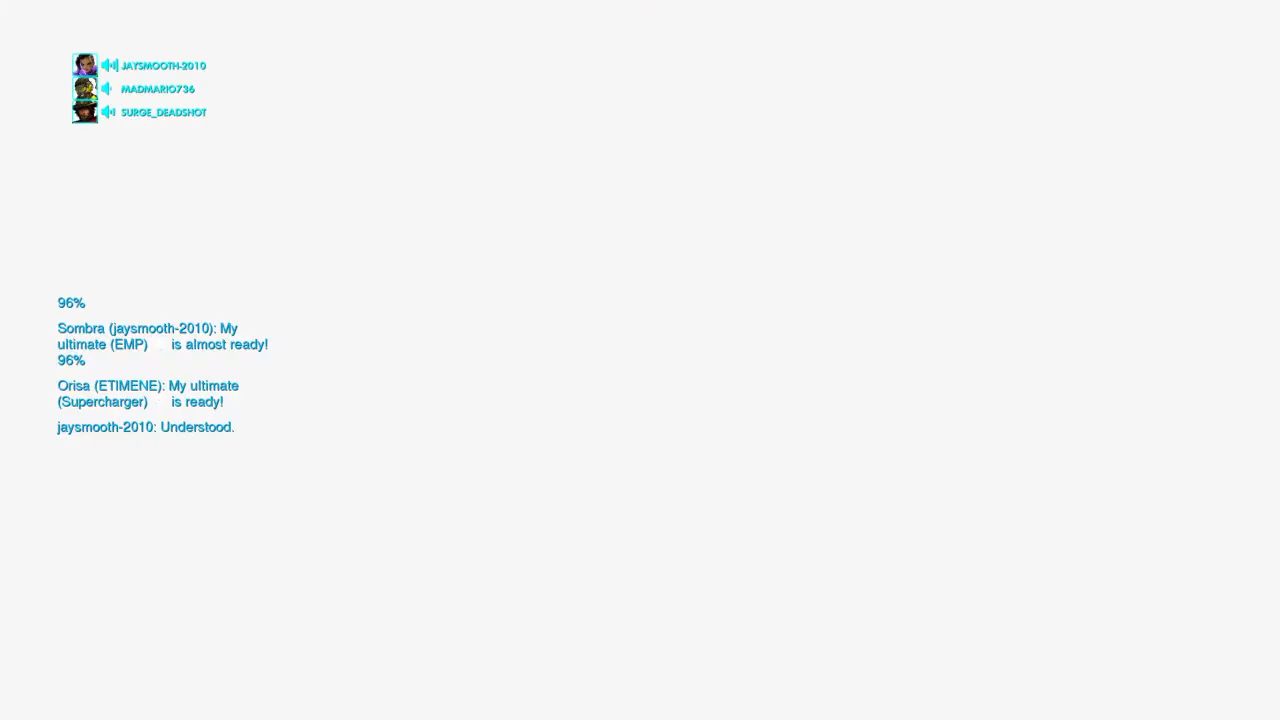 JAYSMOOTH-2010
MADMARIO736
SURGE_DEADSHOT
96%
Sombra (jaysmooth-2010): My
ultimate (EMP) is almost ready!
96%
Orisa (ETIMENE): My ultimate
(Supercharger) is ready!
jaysmooth-2010: Understood.